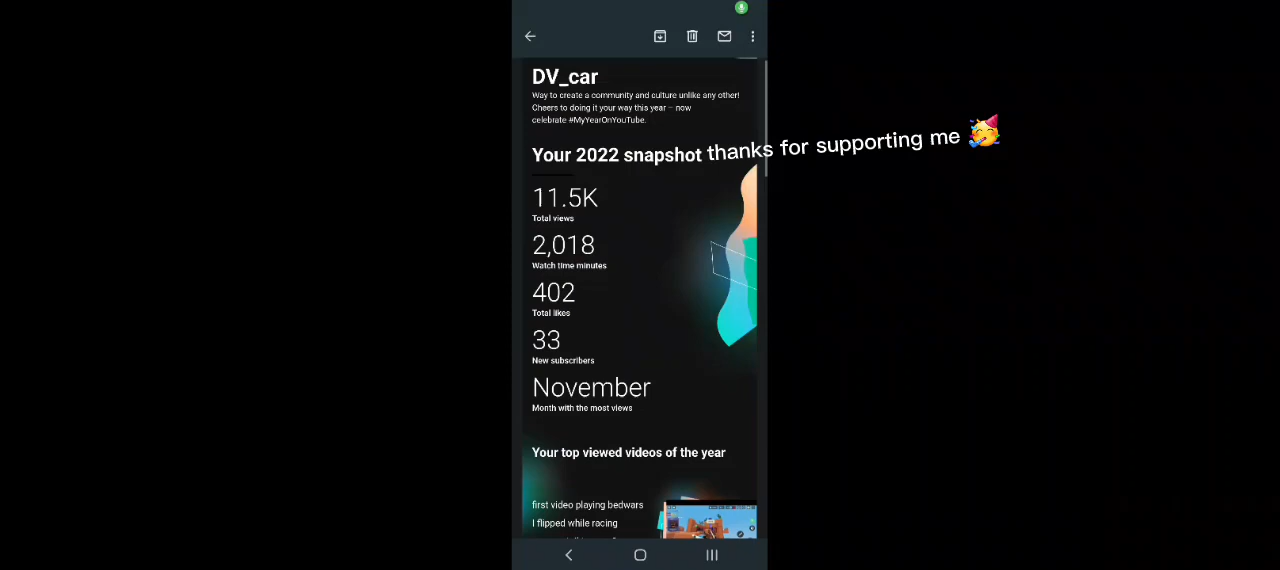 DV_car
Way to create a community and culture unlike any other!
Cheers to doing it your way this year – now
celebrate #MyYearOnYouTube.
Your 2022 snapshot
thanks for supporting me 🥳
11.5K
Total views
2,018
Watch time minutes
402
Total likes
33
New subscribers
November
Month with the most views
Your top viewed videos of the year
first video playing bedwars
I flipped while racing